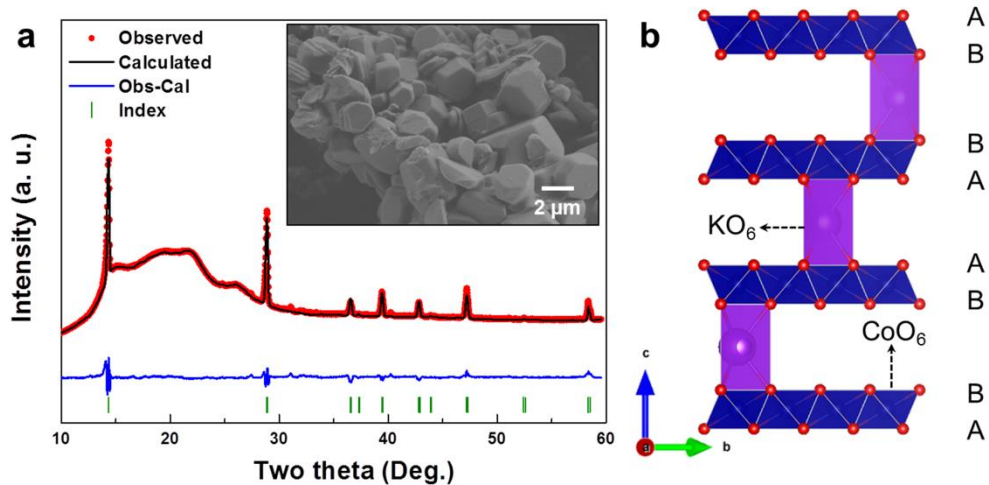 a
Observed
Calculated
Obs-Cal
Index
2 μm
Intensity (a. u.)
10 20 30 40 50 60
Two theta (Deg.)
b
A
B
B
A
KO₆
A
B
CoO₆
B
A
c
a
b